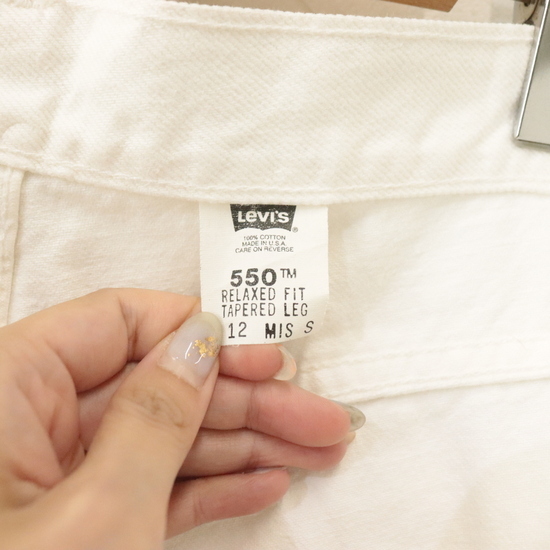 Levi's®
100% COTTON
MADE IN U.S.A.
CARE ON REVERSE
550™
RELAXED FIT
TAPERED LEG
12 MIS S